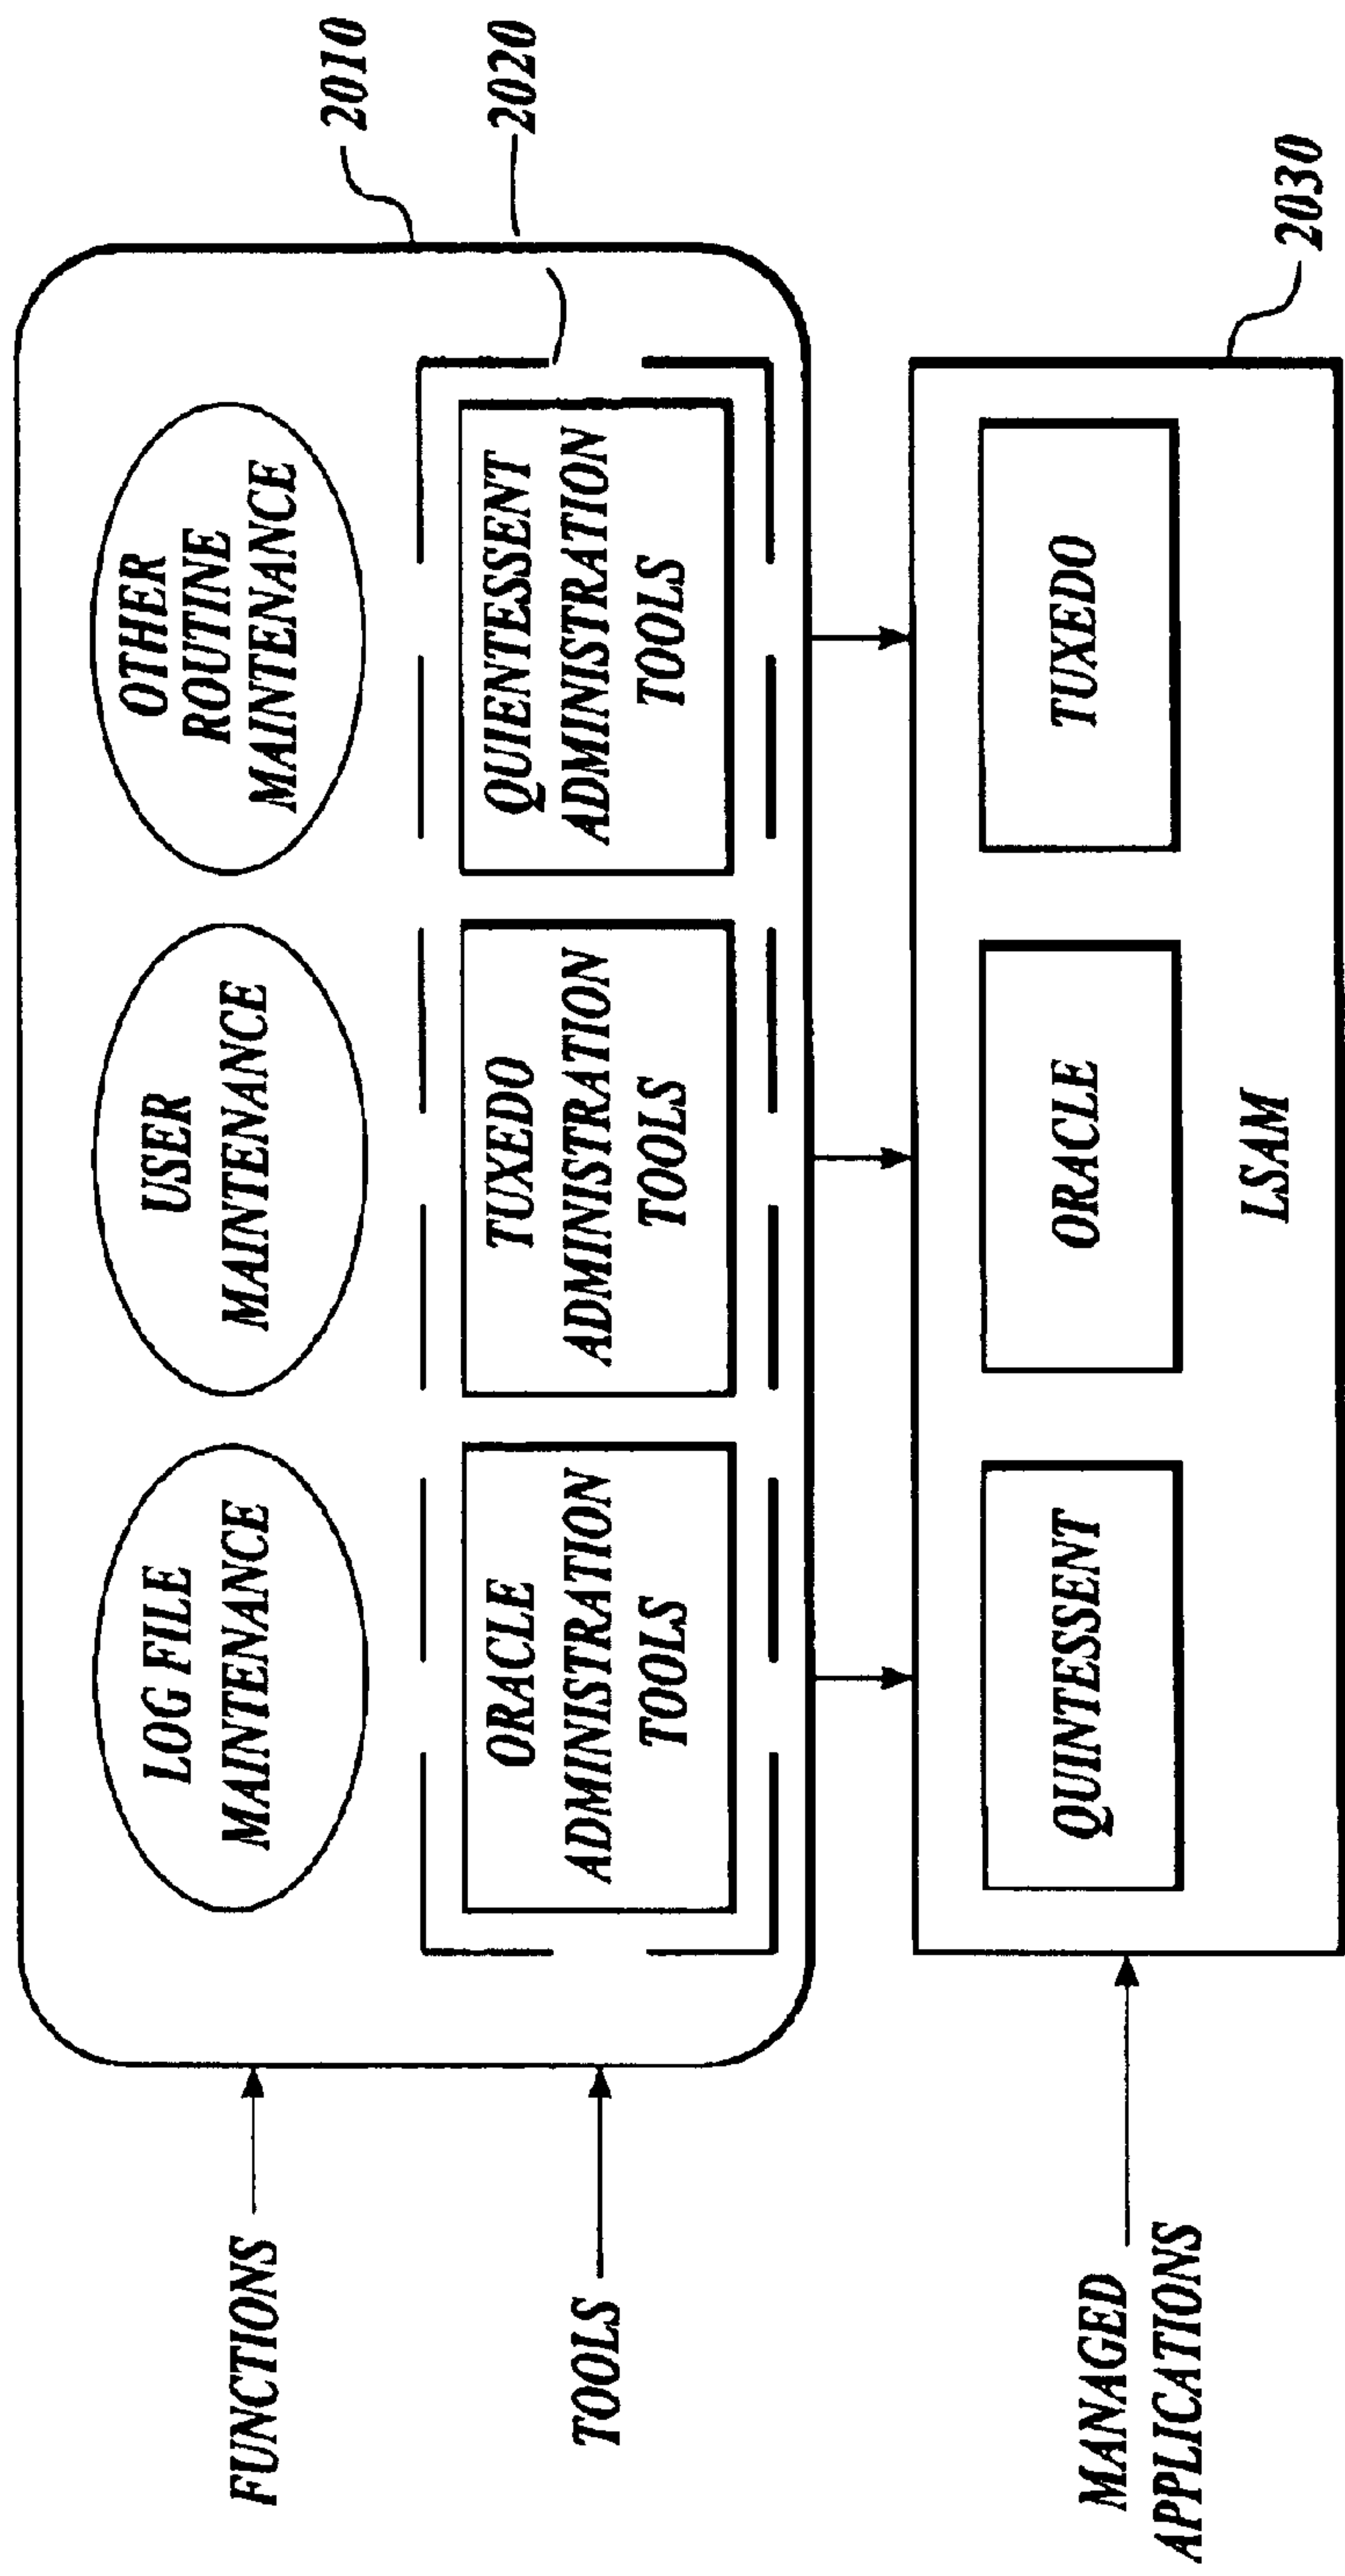 FUNCTIONS
LOG FILE
MAINTENANCE
USER
MAINTENANCE
OTHER
ROUTINE
MAINTENANCE
2010
TOOLS
ORACLE
ADMINISTRATION
TOOLS
TUXEDO
ADMINISTRATION
TOOLS
QUIENTESSENT
ADMINISTRATION
TOOLS
2020
MANAGED
APPLICATIONS
QUINTESSENT
ORACLE
TUXEDO
LSAM
2030